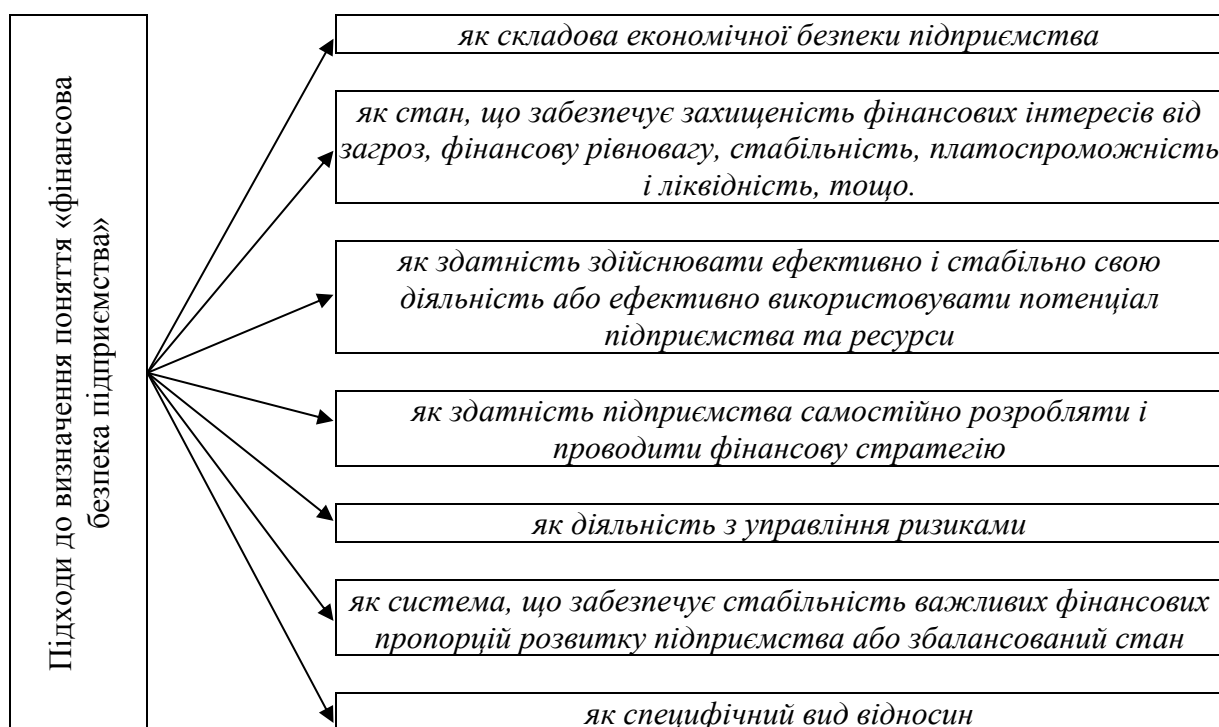 Підходи до визначення поняття «фінансова
безпека підприємства»
як складова економічної безпеки підприємства
як стан, що забезпечує захищеність фінансових інтересів від
загроз, фінансову рівновагу, стабільність, платоспроможність
і ліквідність, тощо.
як здатність здійснювати ефективно і стабільно свою
діяльність або ефективно використовувати потенціал
підприємства та ресурси
як здатність підприємства самостійно розробляти і
проводити фінансову стратегію
як діяльність з управління ризиками
як система, що забезпечує стабільність важливих фінансових
пропорцій розвитку підприємства або збалансований стан
як специфічний вид відносин